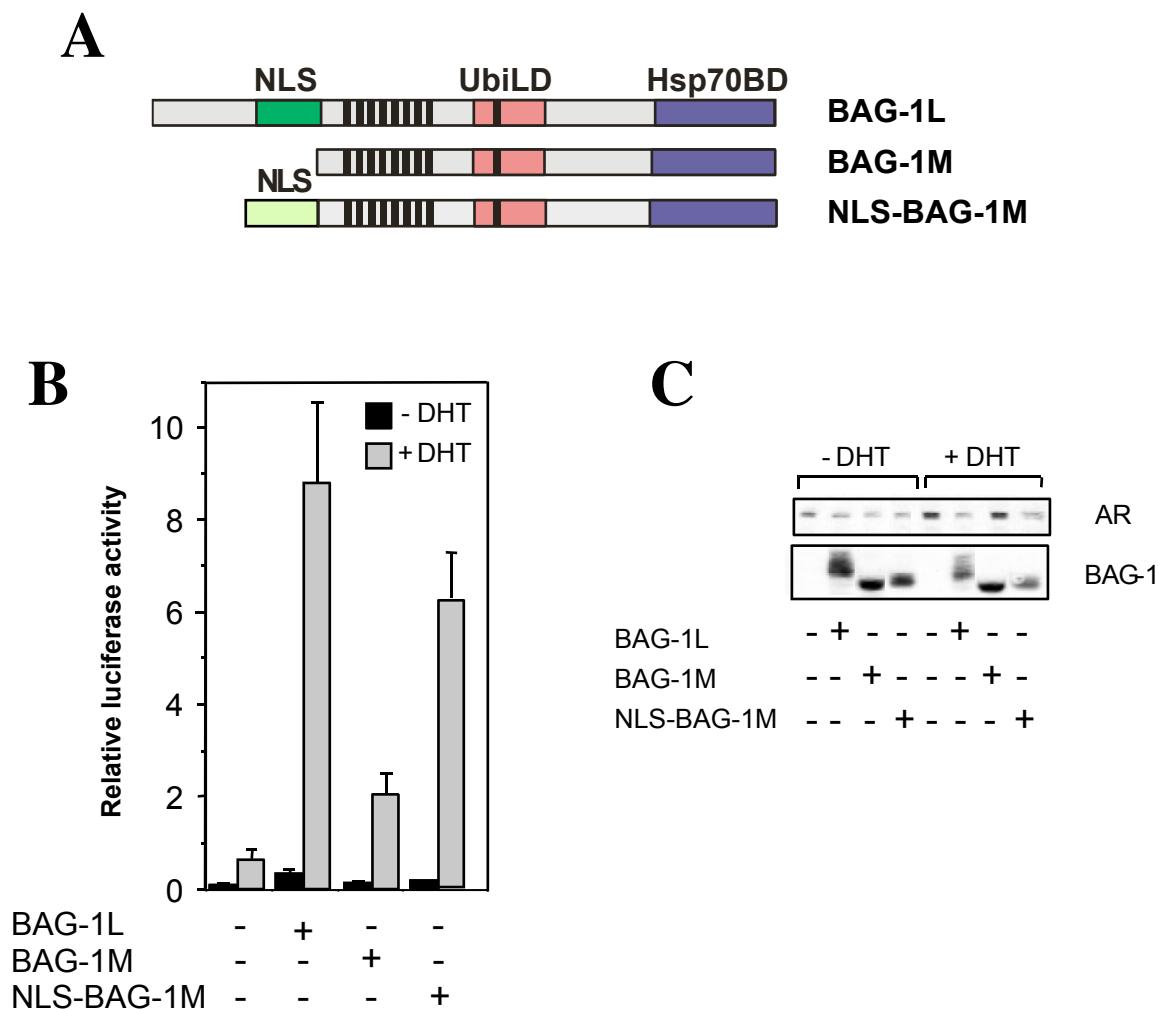 A
NLS UbiLD Hsp70BD
BAG-1L
BAG-1M
NLS
NLS-BAG-1M
B
Relative luciferase activity
10
8
6
4
2
0
- DHT
+ DHT
BAG-1L - + - -
BAG-1M - - + -
NLS-BAG-1M - - - +
C
- DHT + DHT
AR
BAG-1
BAG-1L - + - - - + - -
BAG-1M - - + - - - + -
NLS-BAG-1M - - - + - - - +